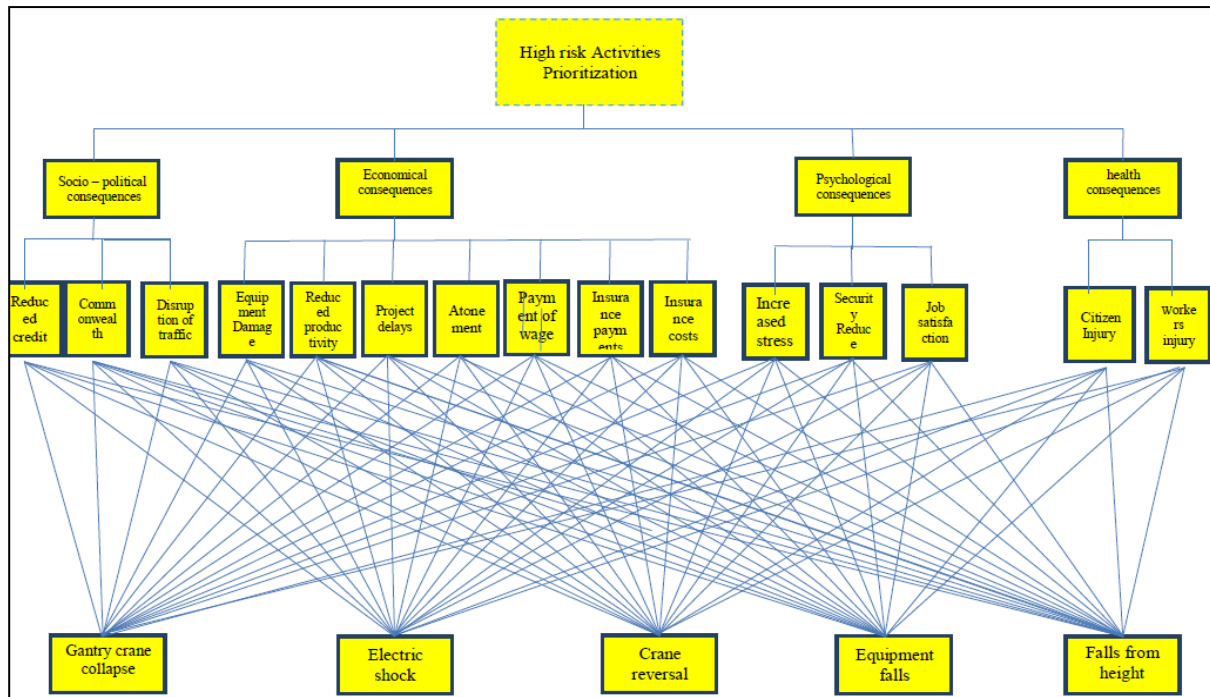 High risk Activities
Prioritization
Socio – political
consequences
Economical
consequences
Psychological
consequences
health
consequences
Reduc
ed
credit
Comm
onweal
th
Disrup
tion of
traffic
Equip
ment
Damag
e
Reduc
ed
produc
tivity
Project
delays
Atone
ment
Paym
ent of
wage
Insura
nce
paym
ents
Insura
nce
costs
Incre
ased
stress
Securit
y
Reduc
e
Job
satisfa
ction
Citizen
Injury
Worke
rs
injury
Gantry crane
collapse
Electric
shock
Crane
reversal
Equipment
falls
Falls from
height